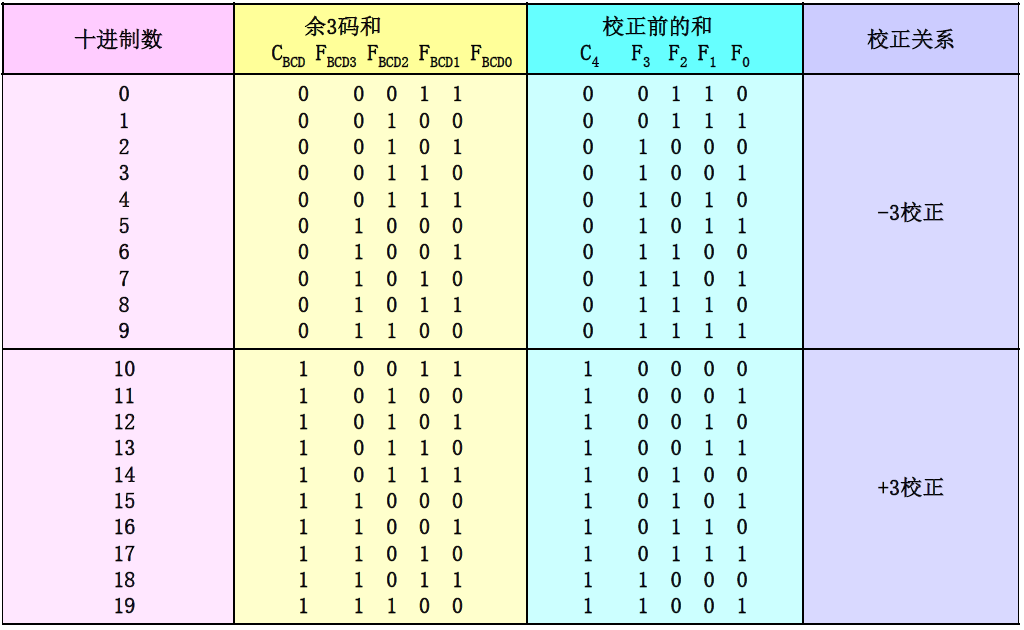 十进制数 余3码和 校正前的和 校正关系
C_BCD F_BCD3 F_BCD2 F_BCD1 F_BCD0 C_4 F_3 F_2 F_1 F_0
0 0 0 0 1 1 0 0 1 1 0
1 0 0 1 0 0 0 0 1 1 1
2 0 0 1 0 1 0 1 0 0 0
3 0 0 1 1 0 0 1 0 0 1
4 0 0 1 1 1 0 1 0 1 0
5 0 1 0 0 0 0 1 0 1 1
6 0 1 0 0 1 0 1 1 0 0
7 0 1 0 1 0 0 1 1 0 1
8 0 1 0 1 1 0 1 1 1 0
9 0 1 1 0 0 0 1 1 1 1
-3校正
10 1 0 0 1 1 1 0 0 0 0
11 1 0 1 0 0 1 0 0 0 1
12 1 0 1 0 1 1 0 0 1 0
13 1 0 1 1 0 1 0 0 1 1
14 1 0 1 1 1 1 0 1 0 0
15 1 1 0 0 0 1 0 1 0 1
16 1 1 0 0 1 1 0 1 1 0
17 1 1 0 1 0 1 0 1 1 1
18 1 1 0 1 1 1 1 0 0 0
19 1 1 1 0 0 1 1 0 0 1
+3校正